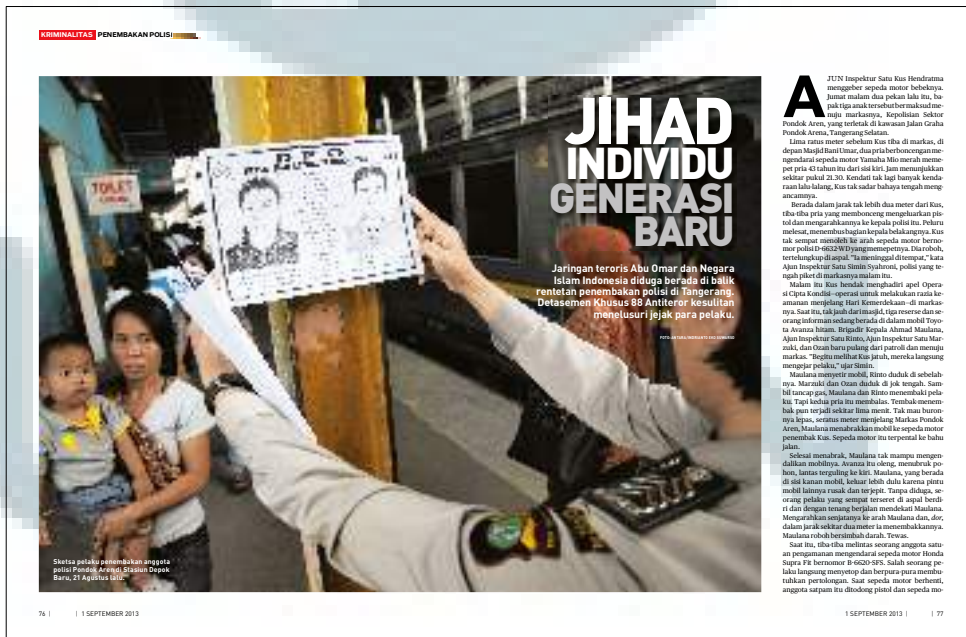 KRIMINALITAS PENEMBAKAN POLISI
TOILET
JIHAD
INDIVIDU
GENERASI
BARU
Jaringan teroris Abu Omar dan Negara
Islam Indonesia diduga berada di balik
rentetan penembakan polisi di Tangerang.
Detasemen Khusus 88 Antiteror kesulitan
menelusuri jejak para pelaku.
Sketsa pelaku penembakan anggota
polisi Pondok Aren di Stasiun Depok
Baru, 21 Agustus lalu.
AJUN Inspektur Satu Kus Hendratma
menggeber sepeda motor bebeknya.
Jumat malam dua pekan lalu itu, ba-
pak tiga anak tersebut bermaksud me-
nuju markasnya, Kepolisian Sektor
Pondok Aren, yang terletak di kawasan Jalan Graha
Pondok Arena, Tangerang Selatan.
Lima ratus meter sebelum Kus tiba di markas, di
depan Masjid Bani Umar, dua pria berboncengan me-
ngendarai sepeda motor Yamaha Mio merah meme-
pet pria 43 tahun itu dari sisi kiri. Jam menunjukkan
sekitar pukul 21.30. Kendati tak lagi banyak kenda-
raan lalu-lalang, Kus tak sadar bahaya tengah meng-
ancamnya.
Berada dalam jarak tak lebih dua meter dari Kus,
tiba-tiba pria yang membonceng mengeluarkan pis-
tol dan mengarahkannya ke kepala polisi itu. Peluru
melesat, menembus bagian kepala belakangnya. Kus
tak sempat menoleh ke arah sepeda motor berno-
mor polisi D-6632-WD yang memepetnya. Dia roboh,
tertelungkup di aspal. "Ia meninggal di tempat," kata
Ajun Inspektur Satu Simin Syahroni, polisi yang te-
ngah piket di markasnya malam itu.
Malam itu Kus hendak menghadiri apel Opera-
si Cipta Kondisi–operasi untuk melakukan razia ke-
amanan menjelang Hari Kemerdekaan–di markas-
nya. Saat itu, tak jauh dari masjid, tiga reserse dan se-
orang informan sedang berada di dalam mobil Toyo-
ta Avanza hitam. Brigadir Kepala Ahmad Maulana,
Ajun Inspektur Satu Rinto, Ajun Inspektur Satu Mar-
zuki, dan Ozan baru pulang dari patroli dan menuju
markas. "Begitu melihat Kus jatuh, mereka langsung
mengejar pelaku," ujar Simin.
Maulana menyetir mobil, Rinto duduk di sebelah-
nya. Marzuki dan Ozan duduk di jok tengah. Sam-
bil tancap gas, Maulana dan Rinto menembaki pela-
ku. Tapi kedua pria itu membalas. Tembak-menem-
bak pun terjadi sekitar lima menit. Tak mau buron-
nya lepas, seratus meter menjelang Markas Pondok
Aren, Maulana menabrakkan mobil ke sepeda motor
penembak Kus. Sepeda motor itu terpental ke bahu
jalan.
Selesai menabrak, Maulana tak mampu mengen-
dalikan mobilnya. Avanza itu oleng, menubruk po-
hon, lantas terguling ke kiri. Maulana, yang berada
di sisi kanan mobil, keluar lebih dulu karena pintu
mobil lainnya rusak dan terjepit. Tanpa diduga, se-
orang pelaku yang sempat terseret di aspal berdi-
ri dan dengan tenang berjalan mendekati Maulana.
Mengarahkan senjatanya ke arah Maulana dan, dor,
dalam jarak sekitar dua meter ia menembakkannya.
Maulana roboh bersimbah darah. Tewas.
Saat itu, tiba-tiba melintas seorang anggota satu-
an pengamanan mengendarai sepeda motor Honda
Supra Fit bernomor B-6620-SFS. Salah seorang pe-
laku langsung menyetop dan berpura-pura membu-
tuhkan pertolongan. Saat sepeda motor berhenti,
anggota satpam itu ditodong pistol dan sepeda mo-
76 | | 1 SEPTEMBER 2013
1 SEPTEMBER 2013 | | 77